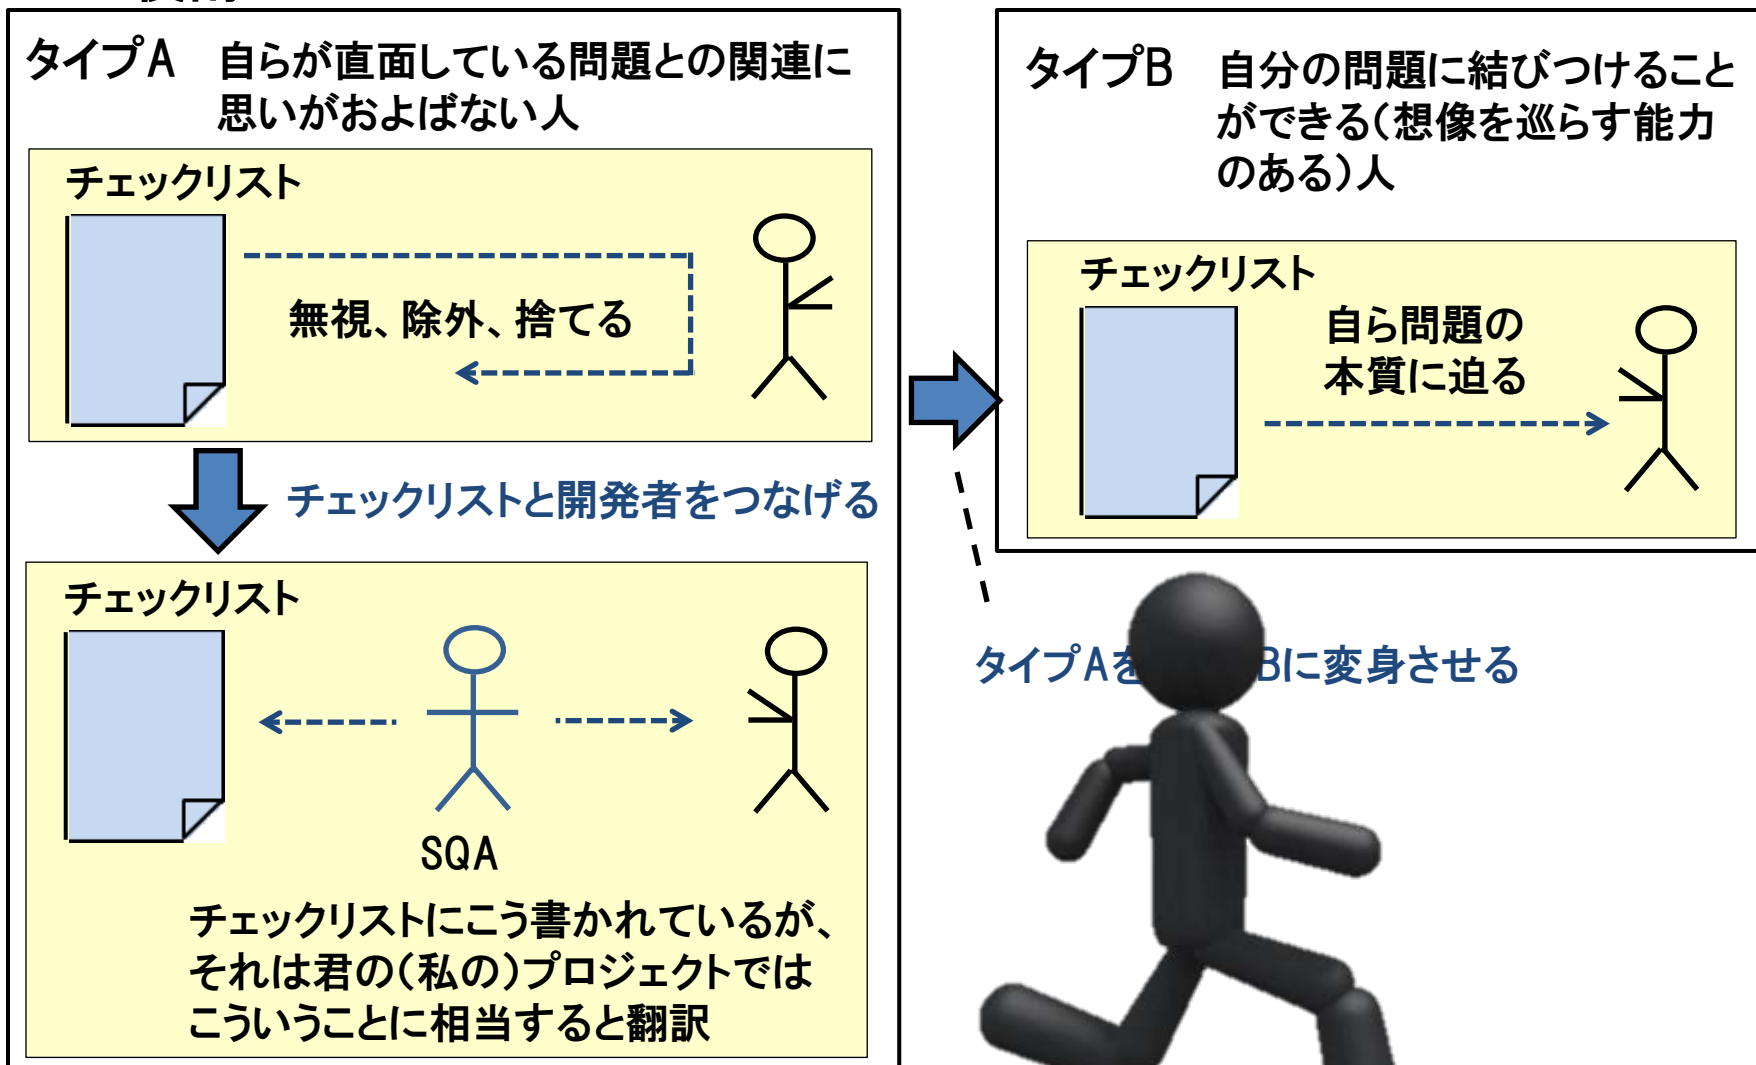 タイプA 自らが直面している問題との関連に
思いがおよばない人
チェックリスト
無視、除外、捨てる
チェックリストと開発者をつなげる
チェックリスト
SQA
チェックリストにこう書かれているが、
それは君の(私の)プロジェクトでは
こういうことに相当すると翻訳
タイプB 自分の問題に結びつけること
ができる(想像を巡らす能力
のある)人
チェックリスト
自ら問題の
本質に迫る
タイプAを Bに変身させる